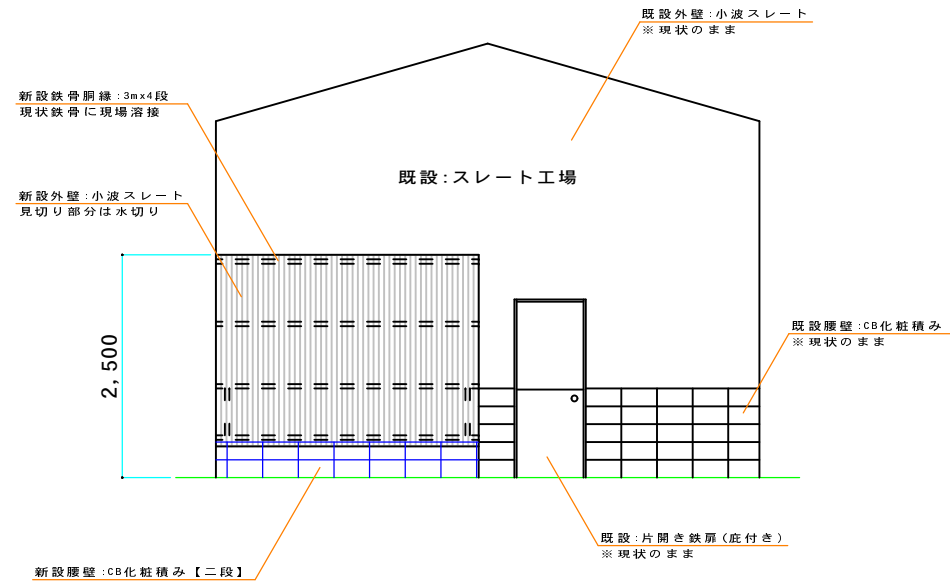 既設外壁:小波スレート
※現状のまま
新設鉄骨胴縁:3mx4段
現状鉄骨に現場溶接
既設:スレート工場
新設外壁:小波スレート
見切り部分は水切り
2,500
既設腰壁:CB化粧積み
※現状のまま
既設:片開き鉄扉(庇付き)
※現状のまま
新設腰壁:CB化粧積み【二段】